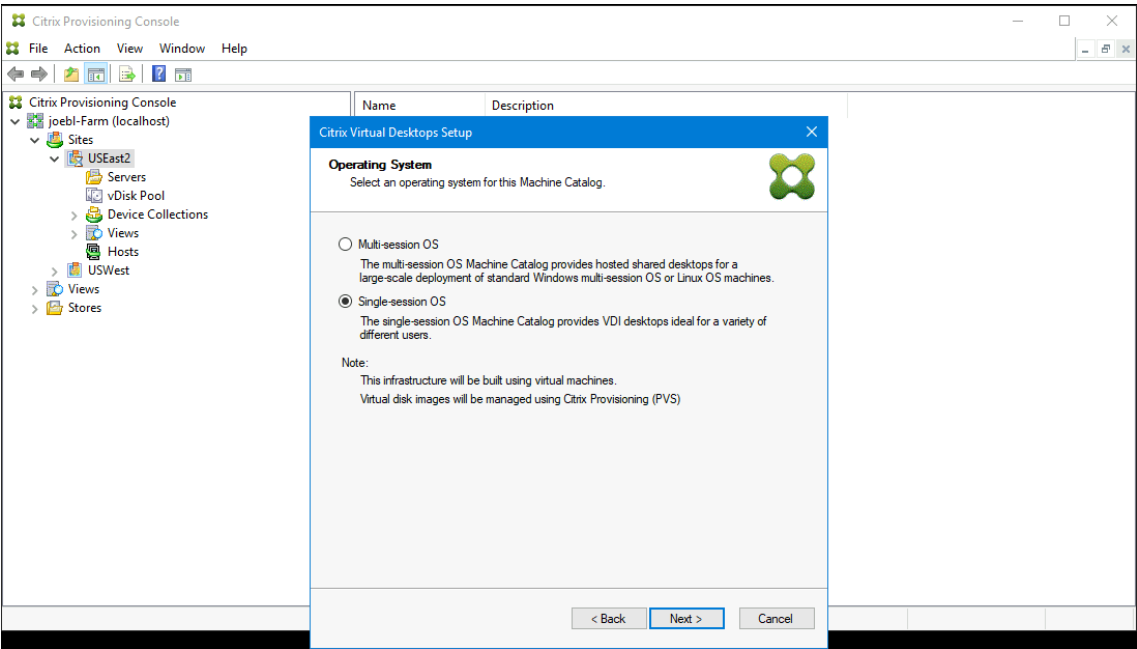 Citrix Provisioning Console
File Action View Window Help
Citrix Provisioning Console
joebl-Farm (localhost)
Sites
USEast2
Servers
vDisk Pool
Device Collections
Views
Hosts
USWest
Views
Stores
Name Description
Citrix Virtual Desktops Setup
Operating System
Select an operating system for this Machine Catalog.
Multi-session OS
The multi-session OS Machine Catalog provides hosted shared desktops for a
large-scale deployment of standard Windows multi-session OS or Linux OS machines.
Single-session OS
The single-session OS Machine Catalog provides VDI desktops ideal for a variety of
different users.
Note:
This infrastructure will be built using virtual machines.
Virtual disk images will be managed using Citrix Provisioning (PVS)
< Back Next > Cancel